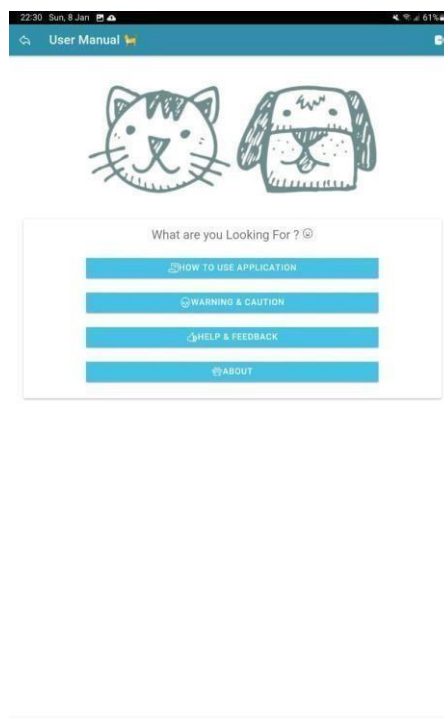 22:30 Sun, 8 Jan 61%
User Manual
What are you Looking For ?
HOW TO USE APPLICATION
WARNING & CAUTION
HELP & FEEDBACK
ABOUT